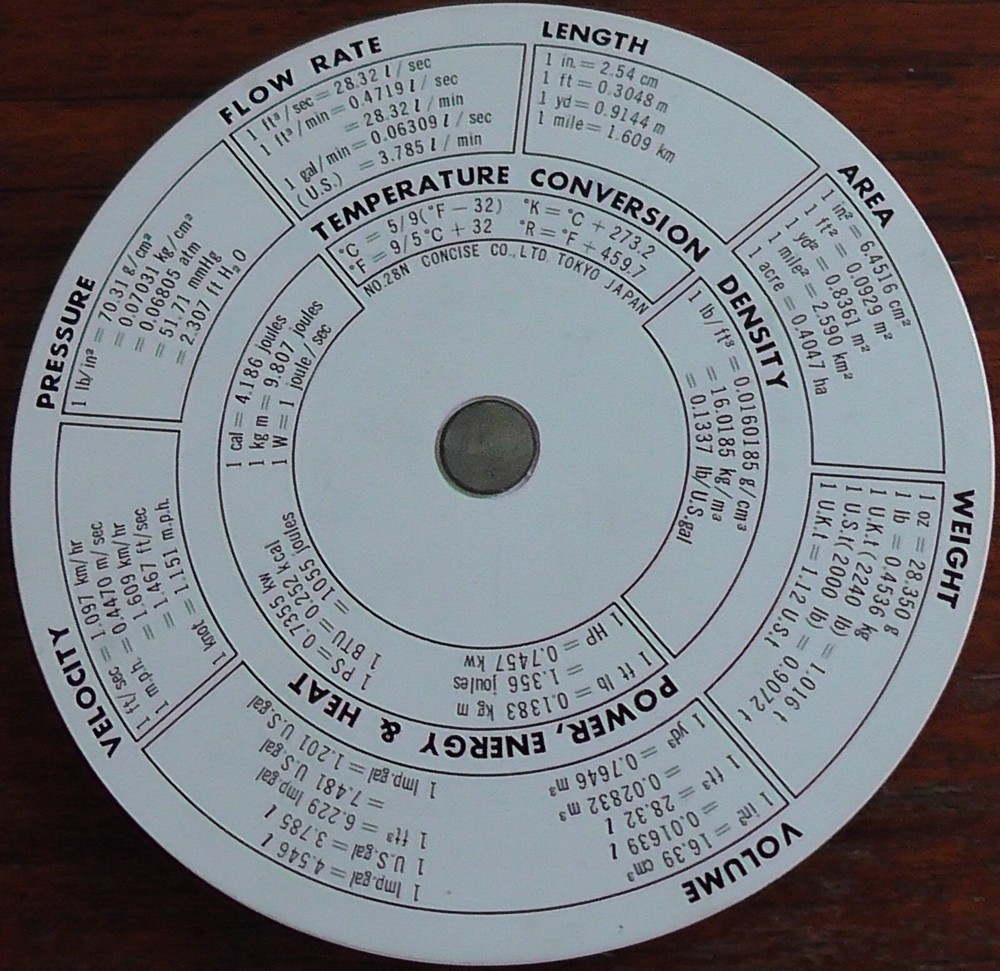 LENGTH
1 in. = 2.54 cm
1 ft = 0.3048 m
1 yd = 0.9144 m
1 mile = 1.609 km
AREA
1 in² = 6.4516 cm²
1 ft² = 0.0929 m²
1 yd² = 0.8361 m²
1 mile² = 2.590 km²
1 acre = 0.4047 ha
WEIGHT
1 oz = 28.350 g
1 lb = 0.4536 kg
1 U.K.t (2240 lb) = 1.016 t
1 U.S.t (2000 lb) = 0.9072 t
1 U.K.t = 1.12 U.S.t
VOLUME
1 in³ = 16.39 cm³
= 0.01639 l
1 ft³ = 28.32 l
= 0.02832 m³
1 yd³ = 0.7646 m³
1 Imp.gal = 4.546 l
1 U.S.gal = 3.785 l
1 ft³ = 6.229 Imp.gal
= 7.481 U.S.gal
1 Imp.gal = 1.201 U.S.gal
VELOCITY
1 ft/sec = 1.097 km/hr
1 m.p.h. = 0.4470 m/sec
= 1.609 km/hr
= 1.467 ft/sec
1 knot = 1.151 m.p.h.
PRESSURE
1 lb/in² = 70.31 g/cm²
= 0.07031 kg/cm²
= 0.06805 atm
= 51.71 mmHg
= 2.307 ft H₂O
FLOW RATE
1 ft³/sec = 28.32 l/sec
1 ft³/min = 0.4719 l/sec
= 28.32 l/min
1 gal/min = 0.06309 l/sec
(U.S.) = 3.785 l/min
TEMPERATURE CONVERSION
°C = 5/9(°F − 32) °K = °C + 273.2
°F = 9/5°C + 32 °R = °F + 459.7
NO.28N CONCISE CO.,LTD. TOKYO JAPAN
DENSITY
1 lb/ft³ = 0.0160185 g/cm³
= 16.0185 kg/m³
= 0.1337 lb/U.S.gal
POWER, ENERGY & HEAT
1 ft lb = 0.1383 kg m
= 1.356 joules
1 HP = 0.7457 kw
1 PS = 0.7355 kw
1 BTU = 0.252 kcal
= 1055 joules
1 cal = 4.186 joules
1 kg m = 9.807 joules
1 W = 1 joule/sec